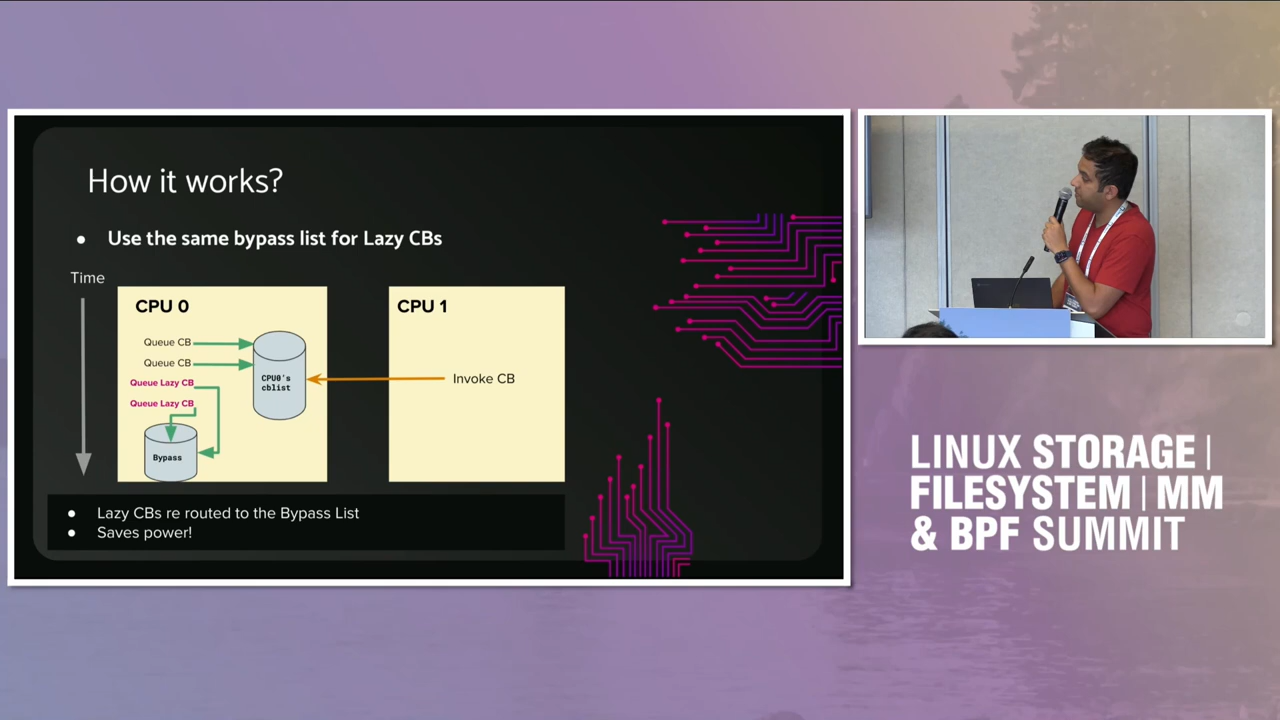 How it works?
● Use the same bypass list for Lazy CBs
Time
CPU 0
CPU 1
Queue CB
Queue CB
Queue Lazy CB
Queue Lazy CB
CPU0's
cblist
Invoke CB
Bypass
● Lazy CBs re routed to the Bypass List
● Saves power!
LINUX STORAGE |
FILESYSTEM | MM
& BPF SUMMIT